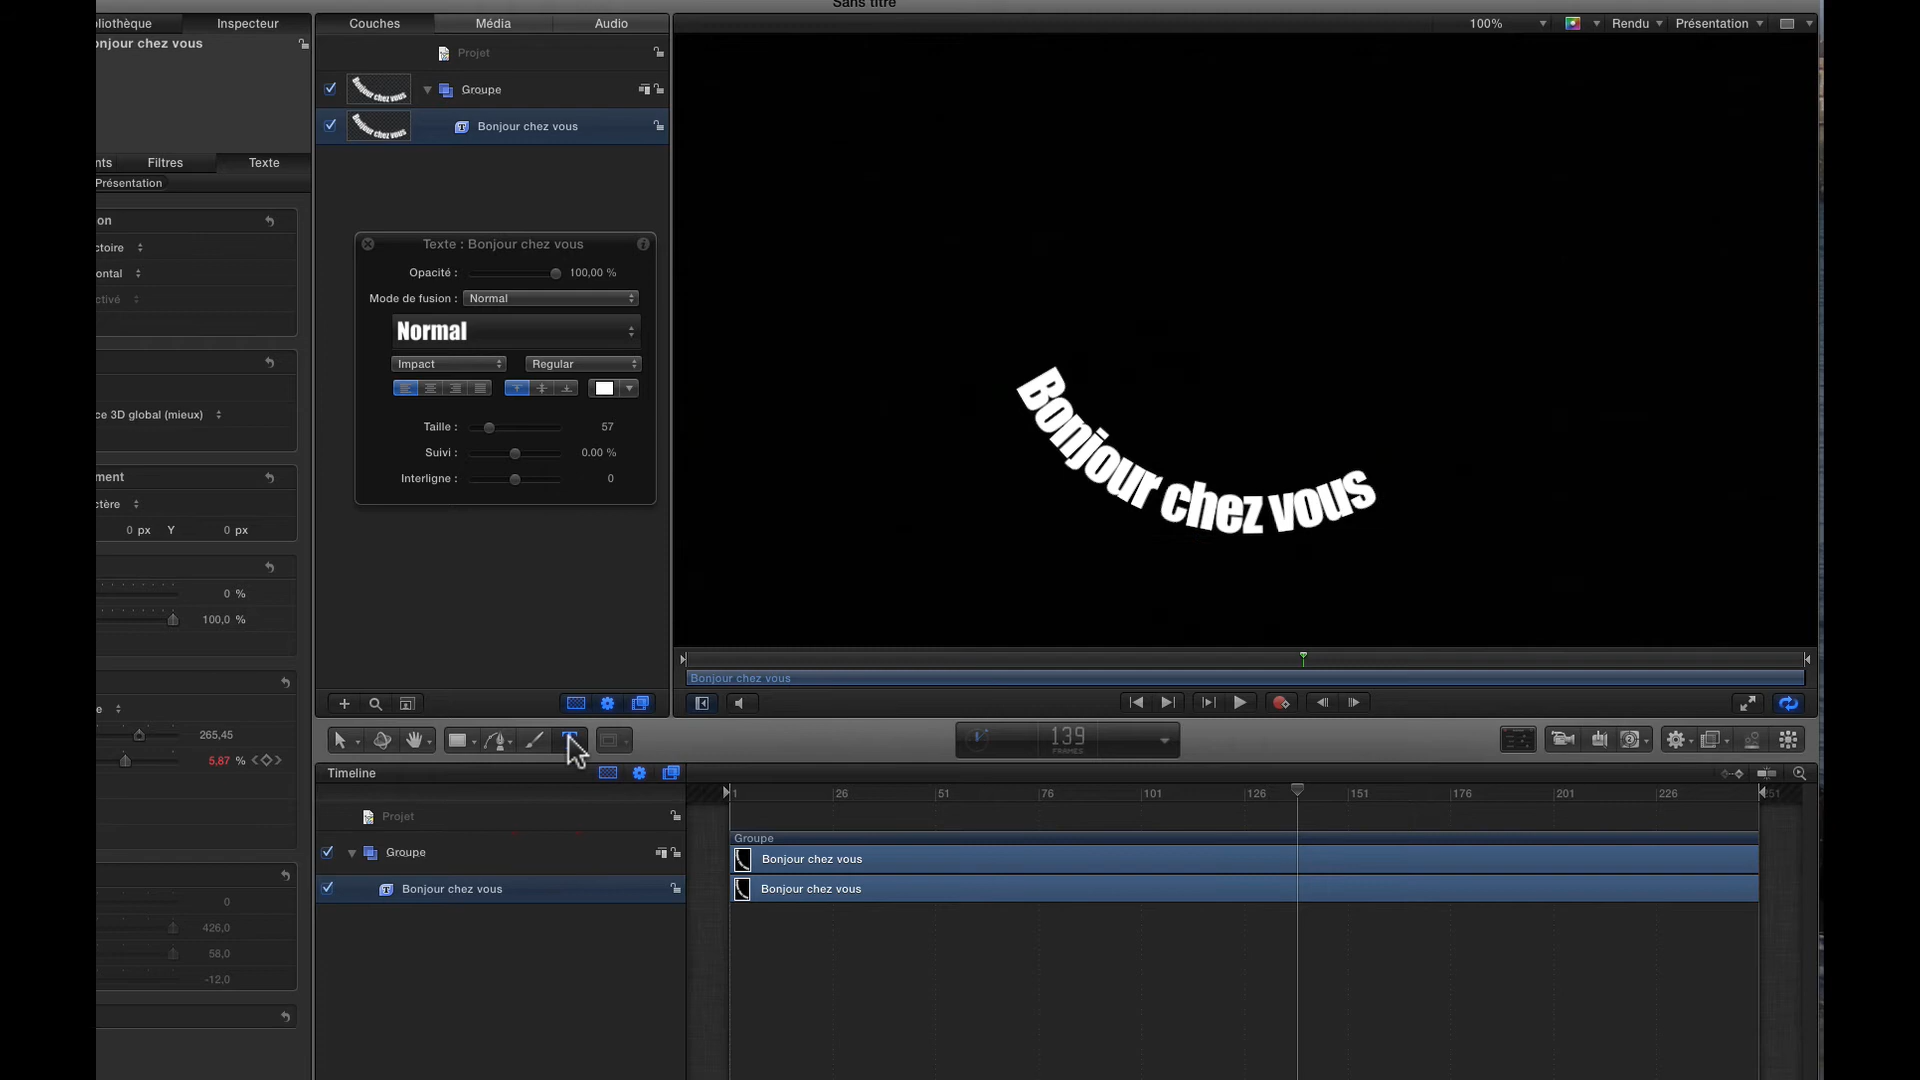 Sans titre
bliothèque Inspecteur Couches Média Audio 100% Rendu Présentation
onjour chez vous
Projet
Groupe
Bonjour chez vous
nts Filtres Texte
Présentation
on
ctoire
ontal
ctivé
ce 3D global (mieux)
ment
ctère
0 px Y 0 px
0 %
100,0 %
e
265,45
5,87 %
0
426,0
58,0
-12,0
Texte : Bonjour chez vous
Opacité : 100,00 %
Mode de fusion : Normal
Normal
Impact Regular
Taille : 57
Suivi : 0.00 %
Interligne : 0
Bonjour chez vous
Bonjour chez vous
139
FRAMES
Timeline
1 26 51 76 101 126 151 176 201 226 251
Projet
Groupe
Groupe
Bonjour chez vous
Bonjour chez vous
Bonjour chez vous